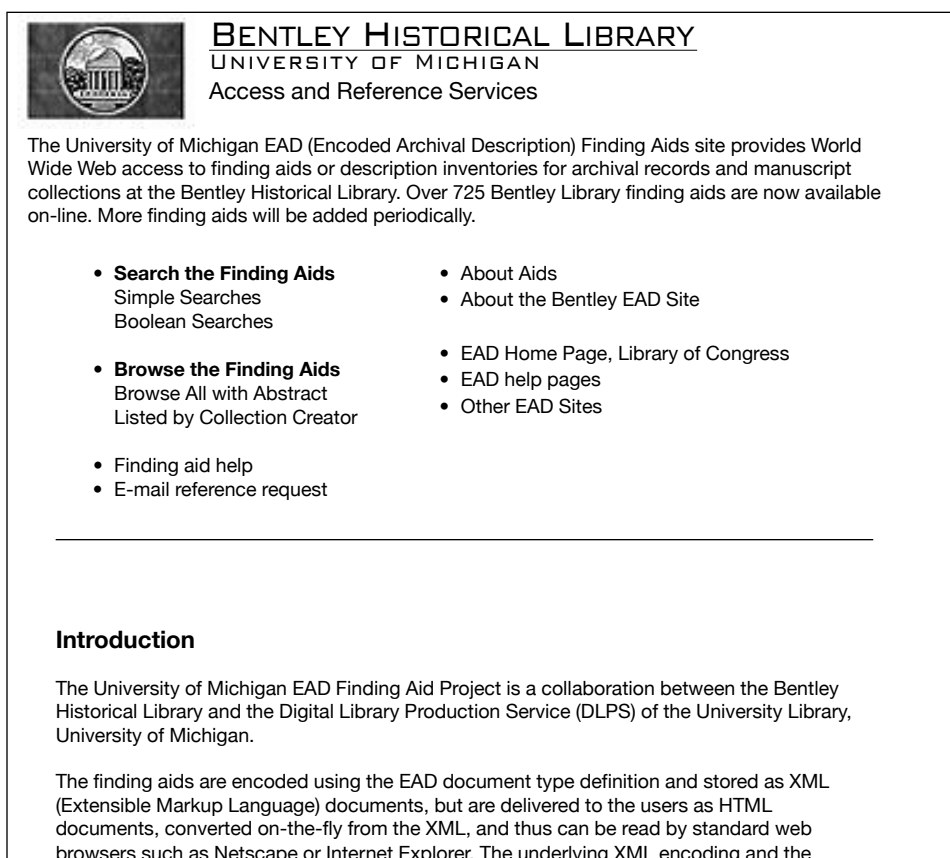 BENTLEY HISTORICAL LIBRARY
UNIVERSITY OF MICHIGAN
Access and Reference Services
The University of Michigan EAD (Encoded Archival Description) Finding Aids site provides World
Wide Web access to finding aids or description inventories for archival records and manuscript
collections at the Bentley Historical Library. Over 725 Bentley Library finding aids are now available
on-line. More finding aids will be added periodically.
• Search the Finding Aids
Simple Searches
Boolean Searches
• Browse the Finding Aids
Browse All with Abstract
Listed by Collection Creator
• Finding aid help
• E-mail reference request
• About Aids
• About the Bentley EAD Site
• EAD Home Page, Library of Congress
• EAD help pages
• Other EAD Sites
Introduction
The University of Michigan EAD Finding Aid Project is a collaboration between the Bentley
Historical Library and the Digital Library Production Service (DLPS) of the University Library,
University of Michigan.
The finding aids are encoded using the EAD document type definition and stored as XML
(Extensible Markup Language) documents, but are delivered to the users as HTML
documents, converted on-the-fly from the XML, and thus can be read by standard web
browsers such as Netscape or Internet Explorer. The underlying XML encoding and the